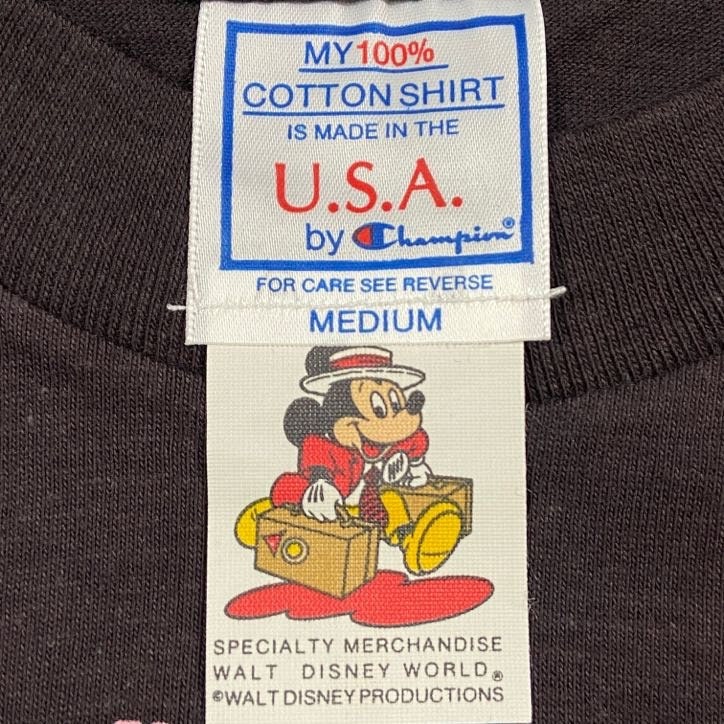 MY 100%
COTTON SHIRT
IS MADE IN THE
U.S.A.
by Champion®
FOR CARE SEE REVERSE
MEDIUM
SPECIALTY MERCHANDISE
WALT DISNEY WORLD®
©WALT DISNEY PRODUCTIONS